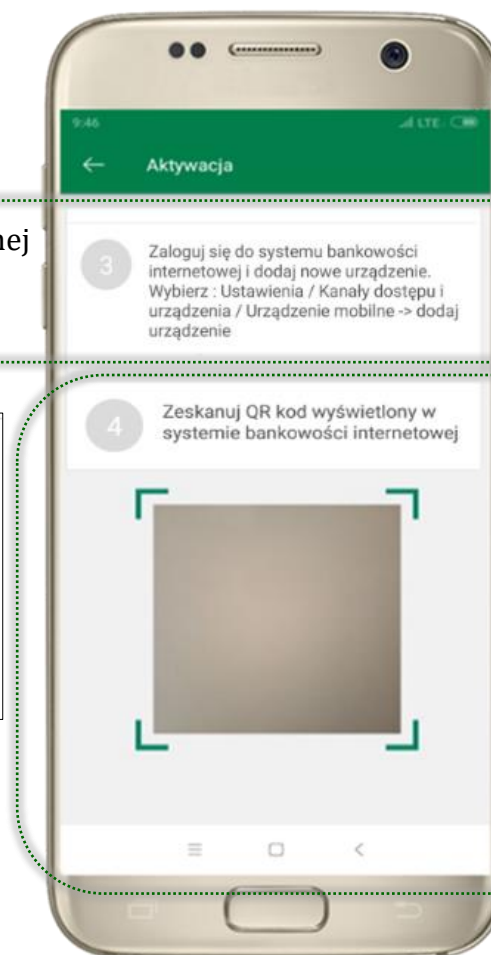 9:46 LTE
Aktywacja
nej
3 Zaloguj się do systemu bankowości
internetowej i dodaj nowe urządzenie.
Wybierz : Ustawienia / Kanały dostępu i
urządzenia / Urządzenie mobilne -> dodaj
urządzenie
4 Zeskanuj QR kod wyświetlony w
systemie bankowości internetowej